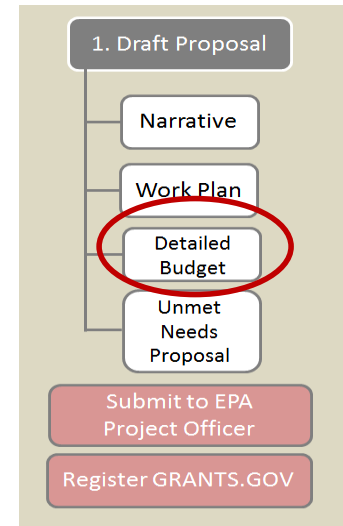 1. Draft Proposal
Narrative
Work Plan
Detailed
Budget
Unmet
Needs
Proposal
Submit to EPA
Project Officer
Register GRANTS.GOV